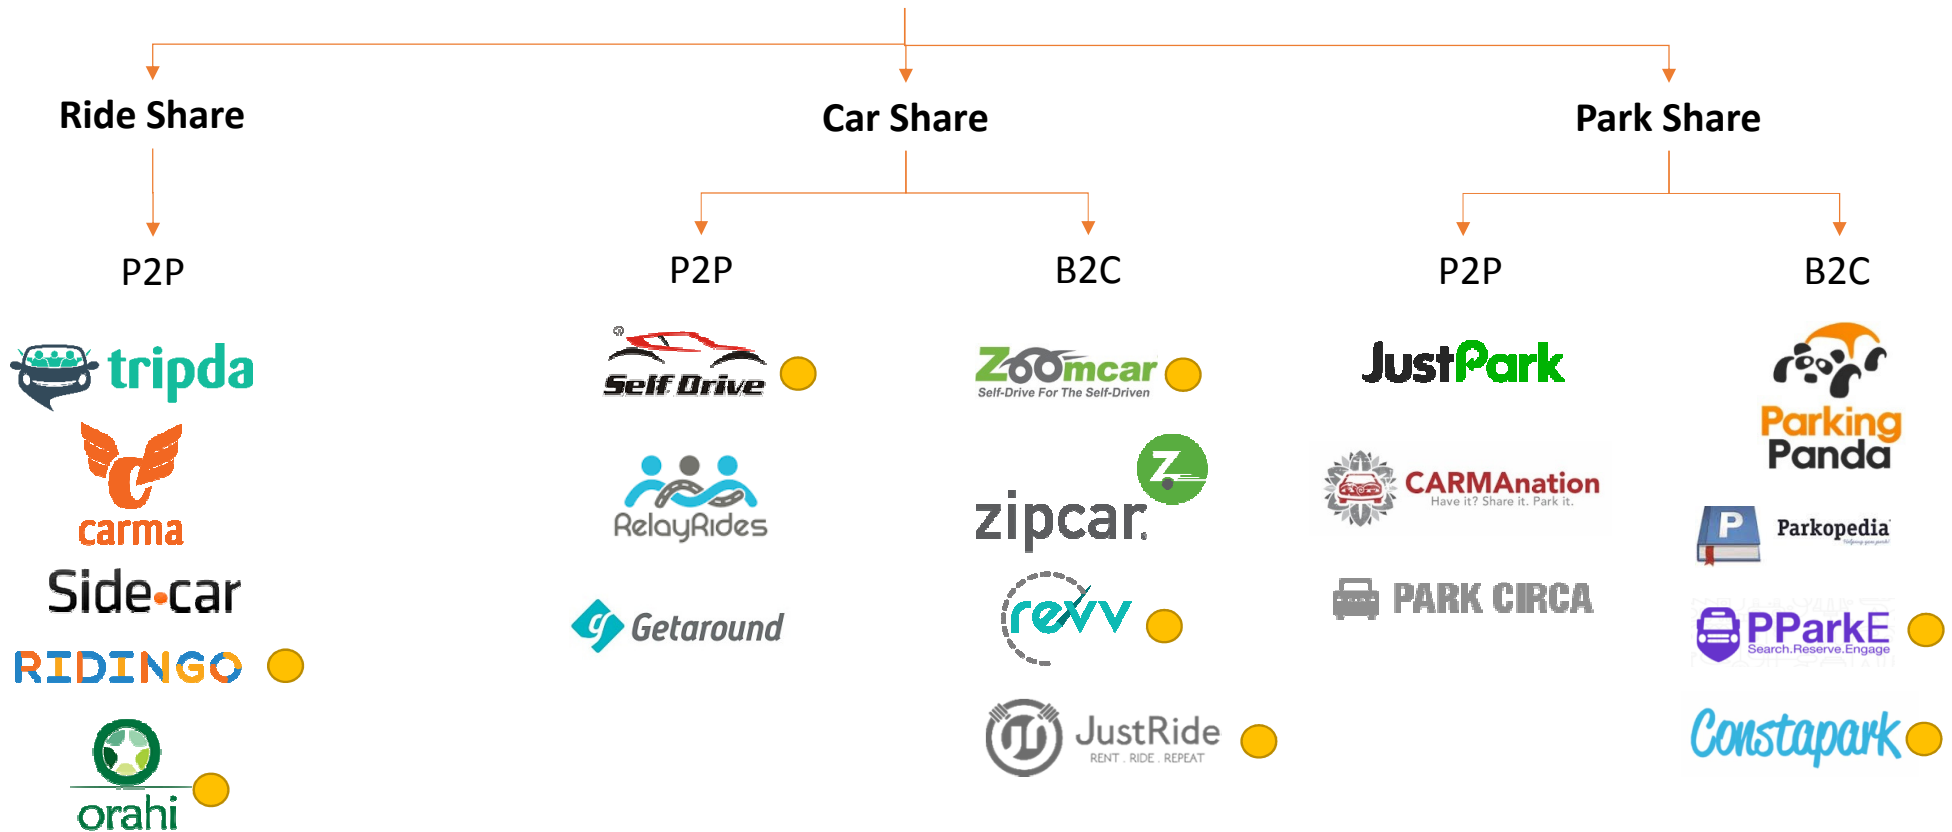 Ride Share
Car Share
Park Share
P2P
P2P
B2C
P2P
B2C
tripda
carma
Side.car
RIDINGO
orahi
Self Drive
RelayRides
Getaround
Zoomcar
Self-Drive For The Self-Driven
zipcar.
revv
JustRide
RENT . RIDE . REPEAT
JustPark
CARMAnation
Have it? Share it. Park it.
PARK CIRCA
Parking
Panda
P
Parkopedia
PParkE
Search.Reserve.Engage
Constapark